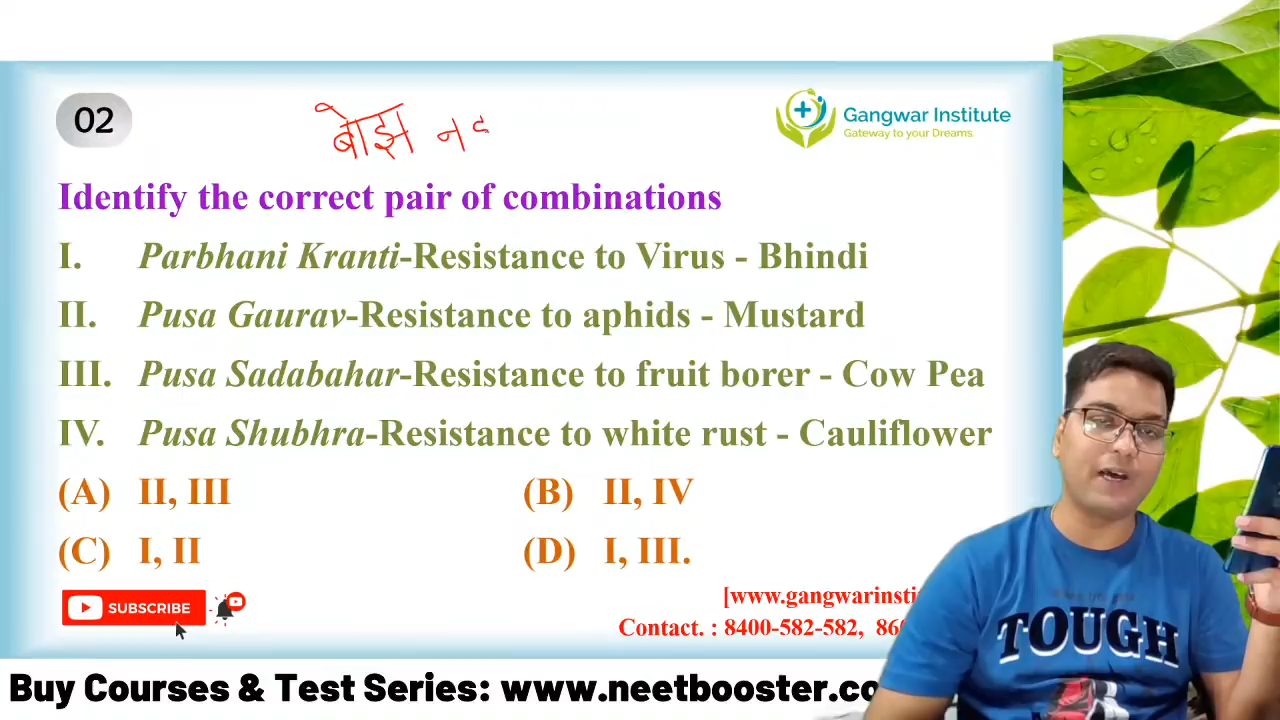 02
बोझ न
Gangwar Institute
Gateway to your Dreams.
Identify the correct pair of combinations
I. Parbhani Kranti-Resistance to Virus - Bhindi
II. Pusa Gaurav-Resistance to aphids - Mustard
III. Pusa Sadabahar-Resistance to fruit borer - Cow Pea
IV. Pusa Shubhra-Resistance to white rust - Cauliflower
(A) II, III (B) II, IV
(C) I, II (D) I, III.
SUBSCRIBE
[www.gangwarinsti
Contact. : 8400-582-582, 86
TOUGH
Buy Courses & Test Series: www.neetbooster.co